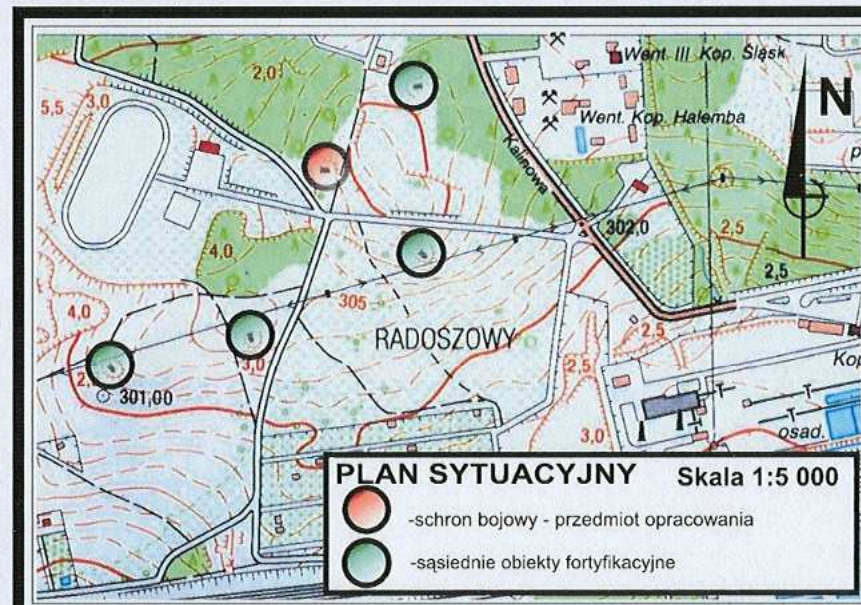 Went. III Kop. Śląsk
2,0
5,5
3,0
N
Went. Kop. Halemba
Kalinowa
p
302,0
4,0
2,5
2,5
305
4,0
RADOSZOWY
2,5
3,0
2,5
Kop
301,00
osad.
3,0
PLAN SYTUACYJNY Skala 1:5 000
-schron bojowy - przedmiot opracowania
-sąsiednie obiekty fortyfikacyjne